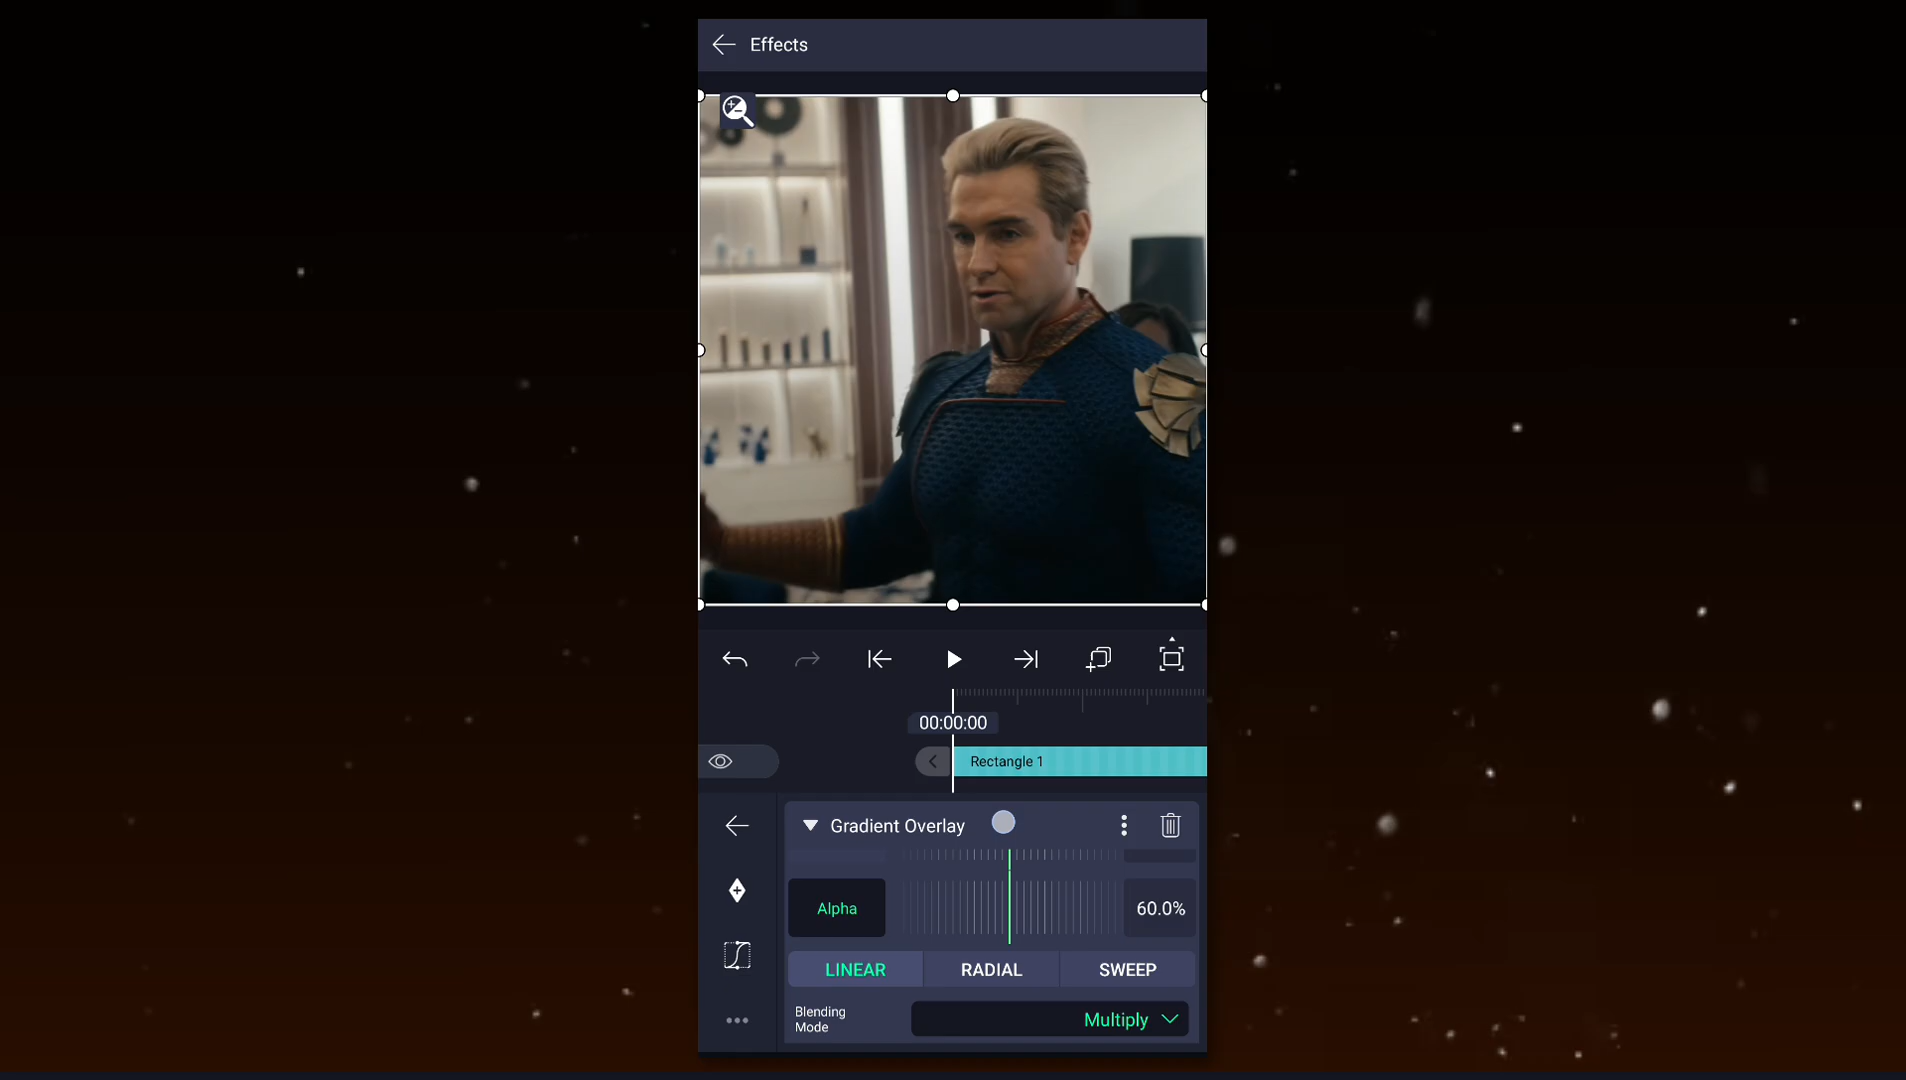 Effects
00:00:00
Rectangle 1
Gradient Overlay
Alpha
60.0%
LINEAR
RADIAL
SWEEP
Blending
Mode
Multiply